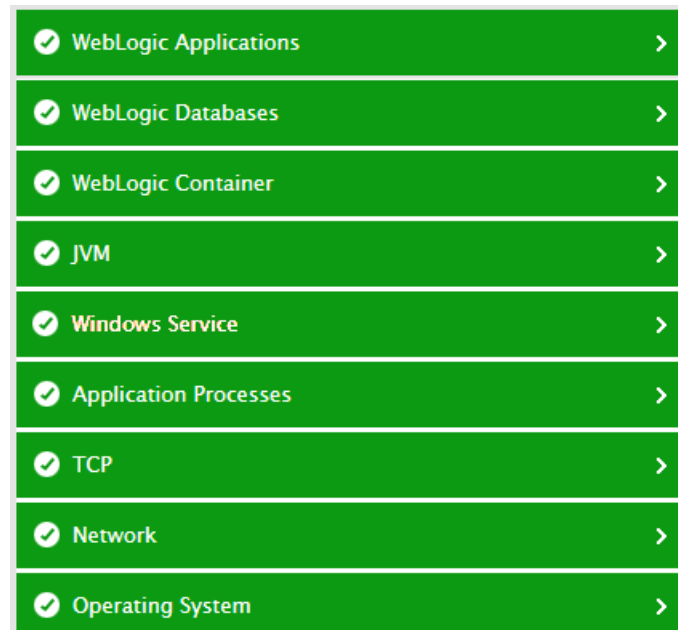 WebLogic Applications
WebLogic Databases
WebLogic Container
JVM
Windows Service
Application Processes
TCP
Network
Operating System